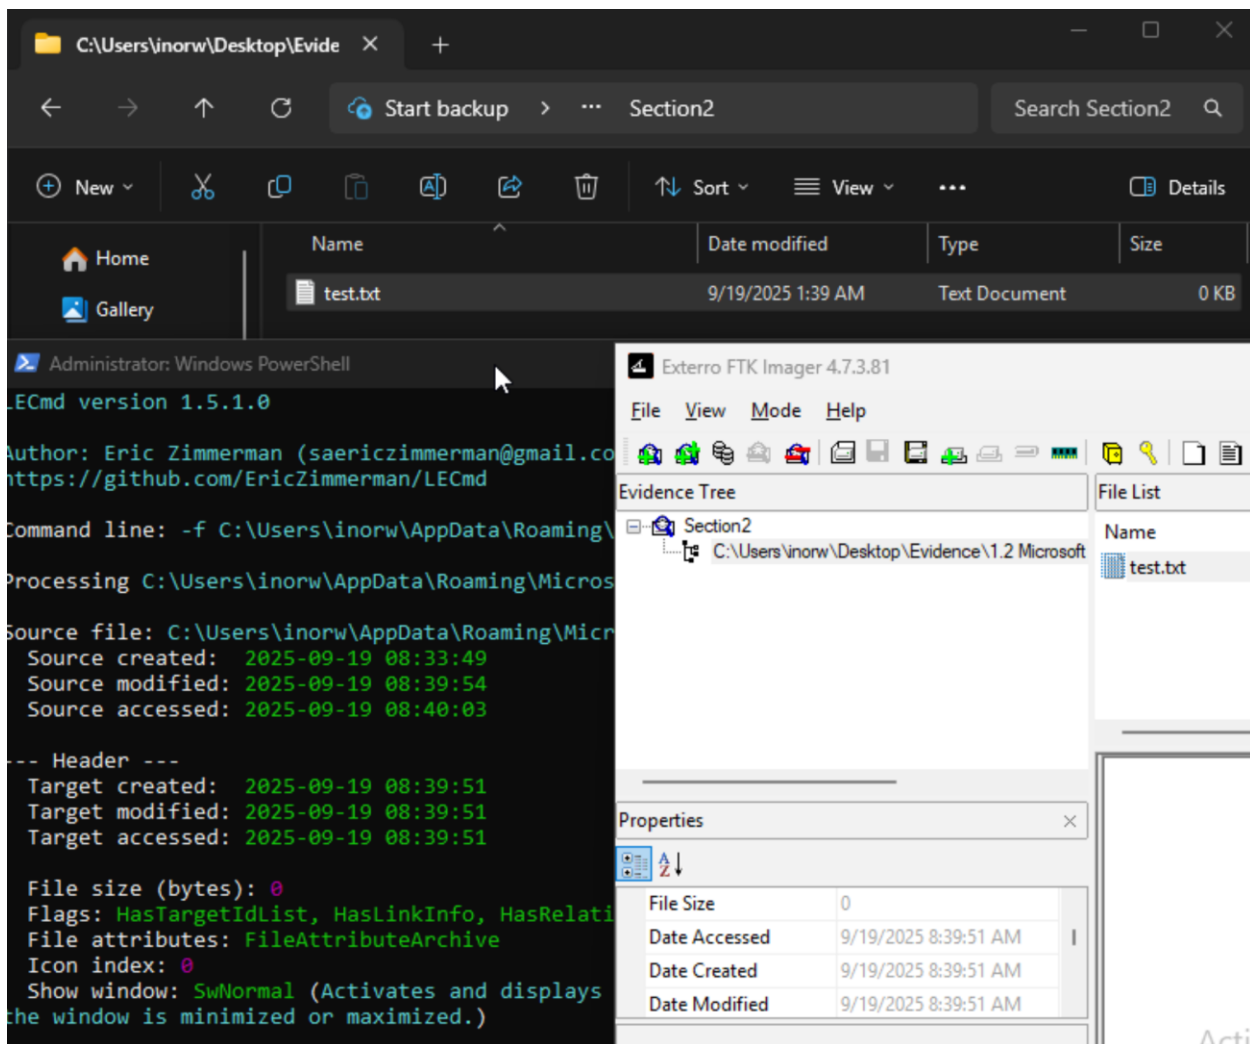 C:\Users\inorw\Desktop\Evide
Start backup > ... Section2
Search Section2
New
Sort
View
Details
Name
Date modified
Type
Size
Home
test.txt
9/19/2025 1:39 AM
Text Document
0 KB
Gallery
Administrator: Windows PowerShell
LECmd version 1.5.1.0
Author: Eric Zimmerman (saericzimmerman@gmail.co
https://github.com/EricZimmerman/LECmd
Command line: -f C:\Users\inorw\AppData\Roaming\
Processing C:\Users\inorw\AppData\Roaming\Micros
Source file: C:\Users\inorw\AppData\Roaming\Micr
Source created: 2025-09-19 08:33:49
Source modified: 2025-09-19 08:39:54
Source accessed: 2025-09-19 08:40:03
--- Header ---
Target created: 2025-09-19 08:39:51
Target modified: 2025-09-19 08:39:51
Target accessed: 2025-09-19 08:39:51
File size (bytes): 0
Flags: HasTargetIdList, HasLinkInfo, HasRelati
File attributes: FileAttributeArchive
Icon index: 0
Show window: SwNormal (Activates and displays
the window is minimized or maximized.)
Exterro FTK Imager 4.7.3.81
File View Mode Help
Evidence Tree
Section2
C:\Users\inorw\Desktop\Evidence\1.2 Microsoft
File List
Name
test.txt
Properties
File Size 0
Date Accessed 9/19/2025 8:39:51 AM
Date Created 9/19/2025 8:39:51 AM
Date Modified 9/19/2025 8:39:51 AM
Acti